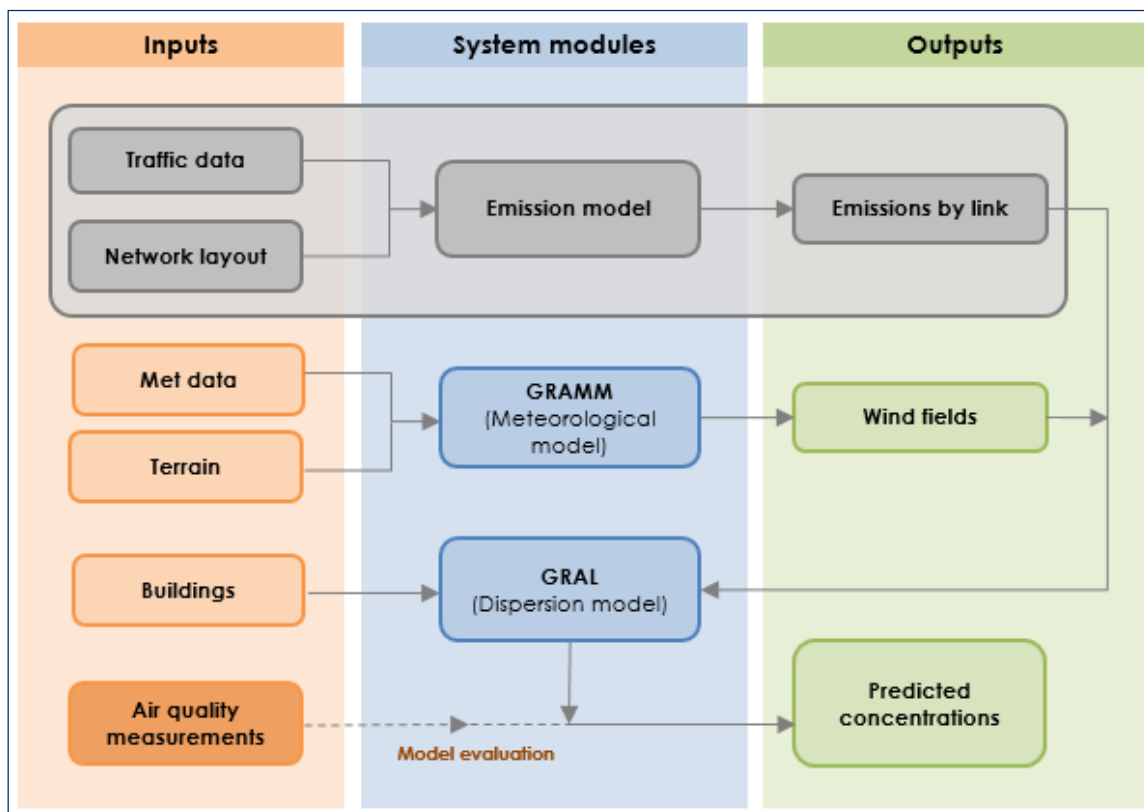 Inputs
System modules
Outputs
Traffic data
Network layout
Emission model
Emissions by link
Met data
Terrain
GRAMM
(Meteorological
model)
Wind fields
Buildings
GRAL
(Dispersion model)
Air quality
measurements
Model evaluation
Predicted
concentrations